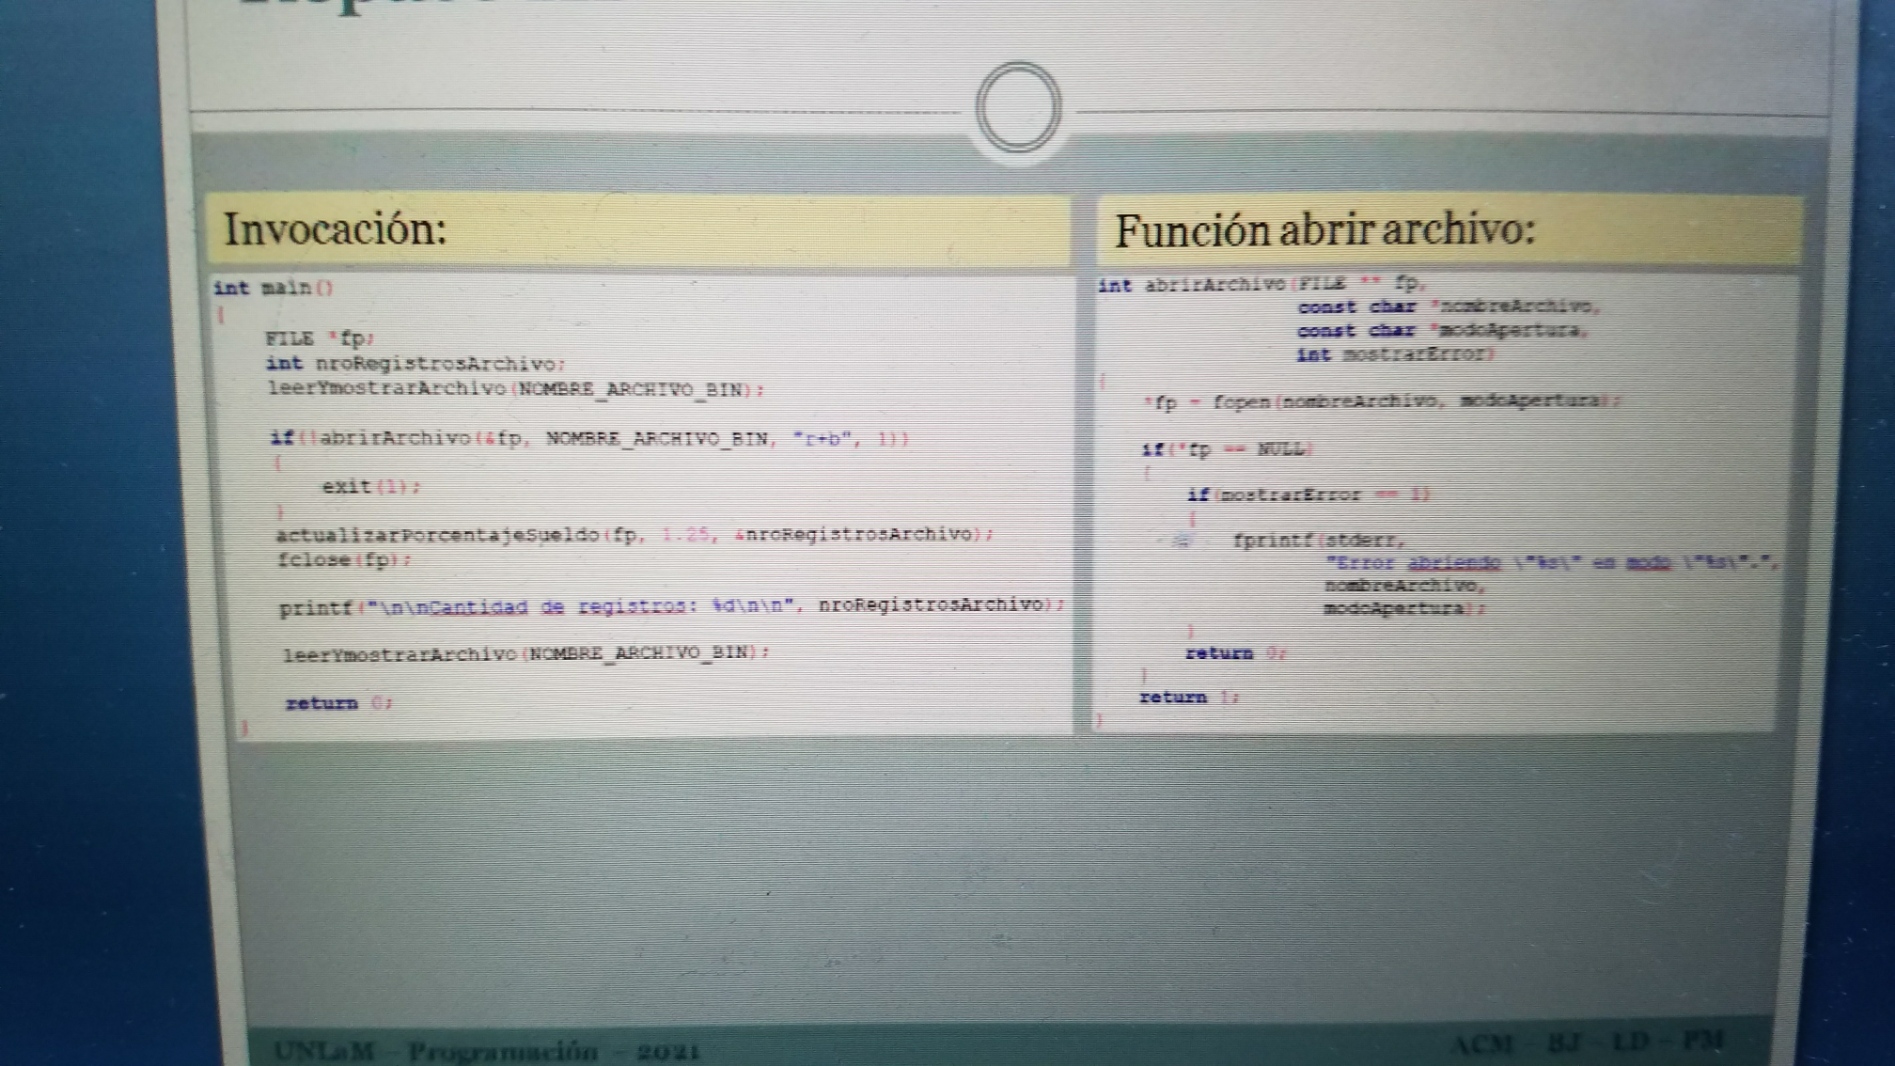 Invocación:
int main()
{
FILE *fp;
int nroRegistrosArchivo;
leerYmostrarArchivo(NOMBRE_ARCHIVO_BIN);
if(!abrirArchivo(&fp, NOMBRE_ARCHIVO_BIN, "r+b", 1))
{
exit(1);
}
actualizarPorcentajeSueldo(fp, 1.25, &nroRegistrosArchivo);
fclose(fp);
printf("\n\nCantidad de registros: %d\n\n", nroRegistrosArchivo);
leerYmostrarArchivo(NOMBRE_ARCHIVO_BIN);
return 0;
}
Función abrir archivo:
int abrirArchivo(FILE ** fp,
const char *nombreArchivo,
const char *modoApertura,
int mostrarError)
{
*fp = fopen(nombreArchivo, modoApertura);
if(*fp == NULL)
{
if(mostrarError == 1)
{
fprintf(stderr,
"Error abriendo \"%s\" en modo \"%s\".",
nombreArchivo,
modoApertura);
}
return 0;
}
return 1;
}
UNLaM – Programación – 2021
ACM – BJ – LD – PM